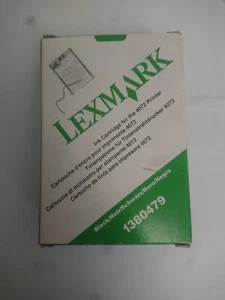 LEXMARK
Ink Cartridge for the 4072 Printer
Cartouche d'encre pour imprimante 4072
Tintenpatrone für Tintenstrahldrucker 4072
Cartuccia di inchiostro per stampante 4072
Cartucho de tinta para impresora 4072
Black/Noir/Schwarz/Nero/Negro
1380479